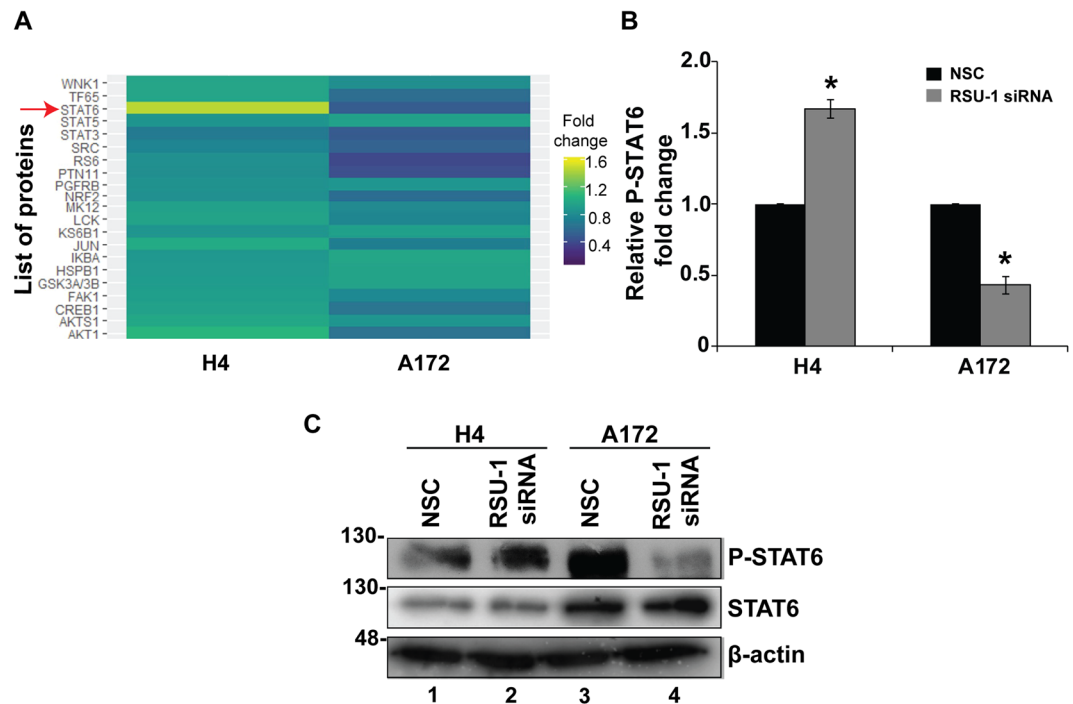 A
List of proteins
WNK1
TF65
STAT6
STAT5
STAT3
SRC
RS6
PTN11
PGFRB
NRF2
MK12
LCK
KS6B1
JUN
IKBA
HSPB1
GSK3A/3B
FAK1
CREB1
AKTS1
AKT1
H4
A172
Fold
change
1.6
1.2
0.8
0.4
B
Relative P-STAT6
fold change
2.0
1.5
1.0
0.5
0
NSC
RSU-1 siRNA
*
*
H4
A172
C
H4
A172
NSC
RSU-1
siRNA
NSC
RSU-1
siRNA
130-
P-STAT6
130-
STAT6
48-
β-actin
1 2 3 4